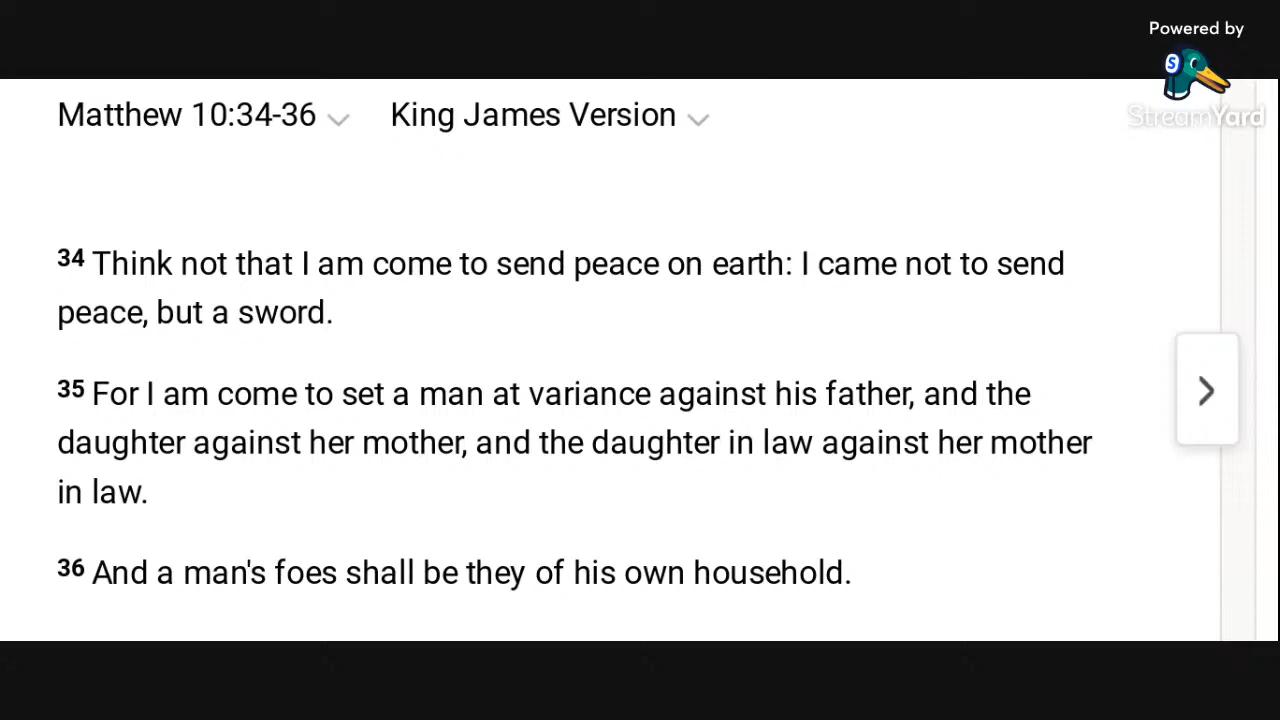 Powered by
S
StreamYard
Matthew 10:34-36 King James Version
34 Think not that I am come to send peace on earth: I came not to send
peace, but a sword.
35 For I am come to set a man at variance against his father, and the
daughter against her mother, and the daughter in law against her mother
in law.
36 And a man's foes shall be they of his own household.